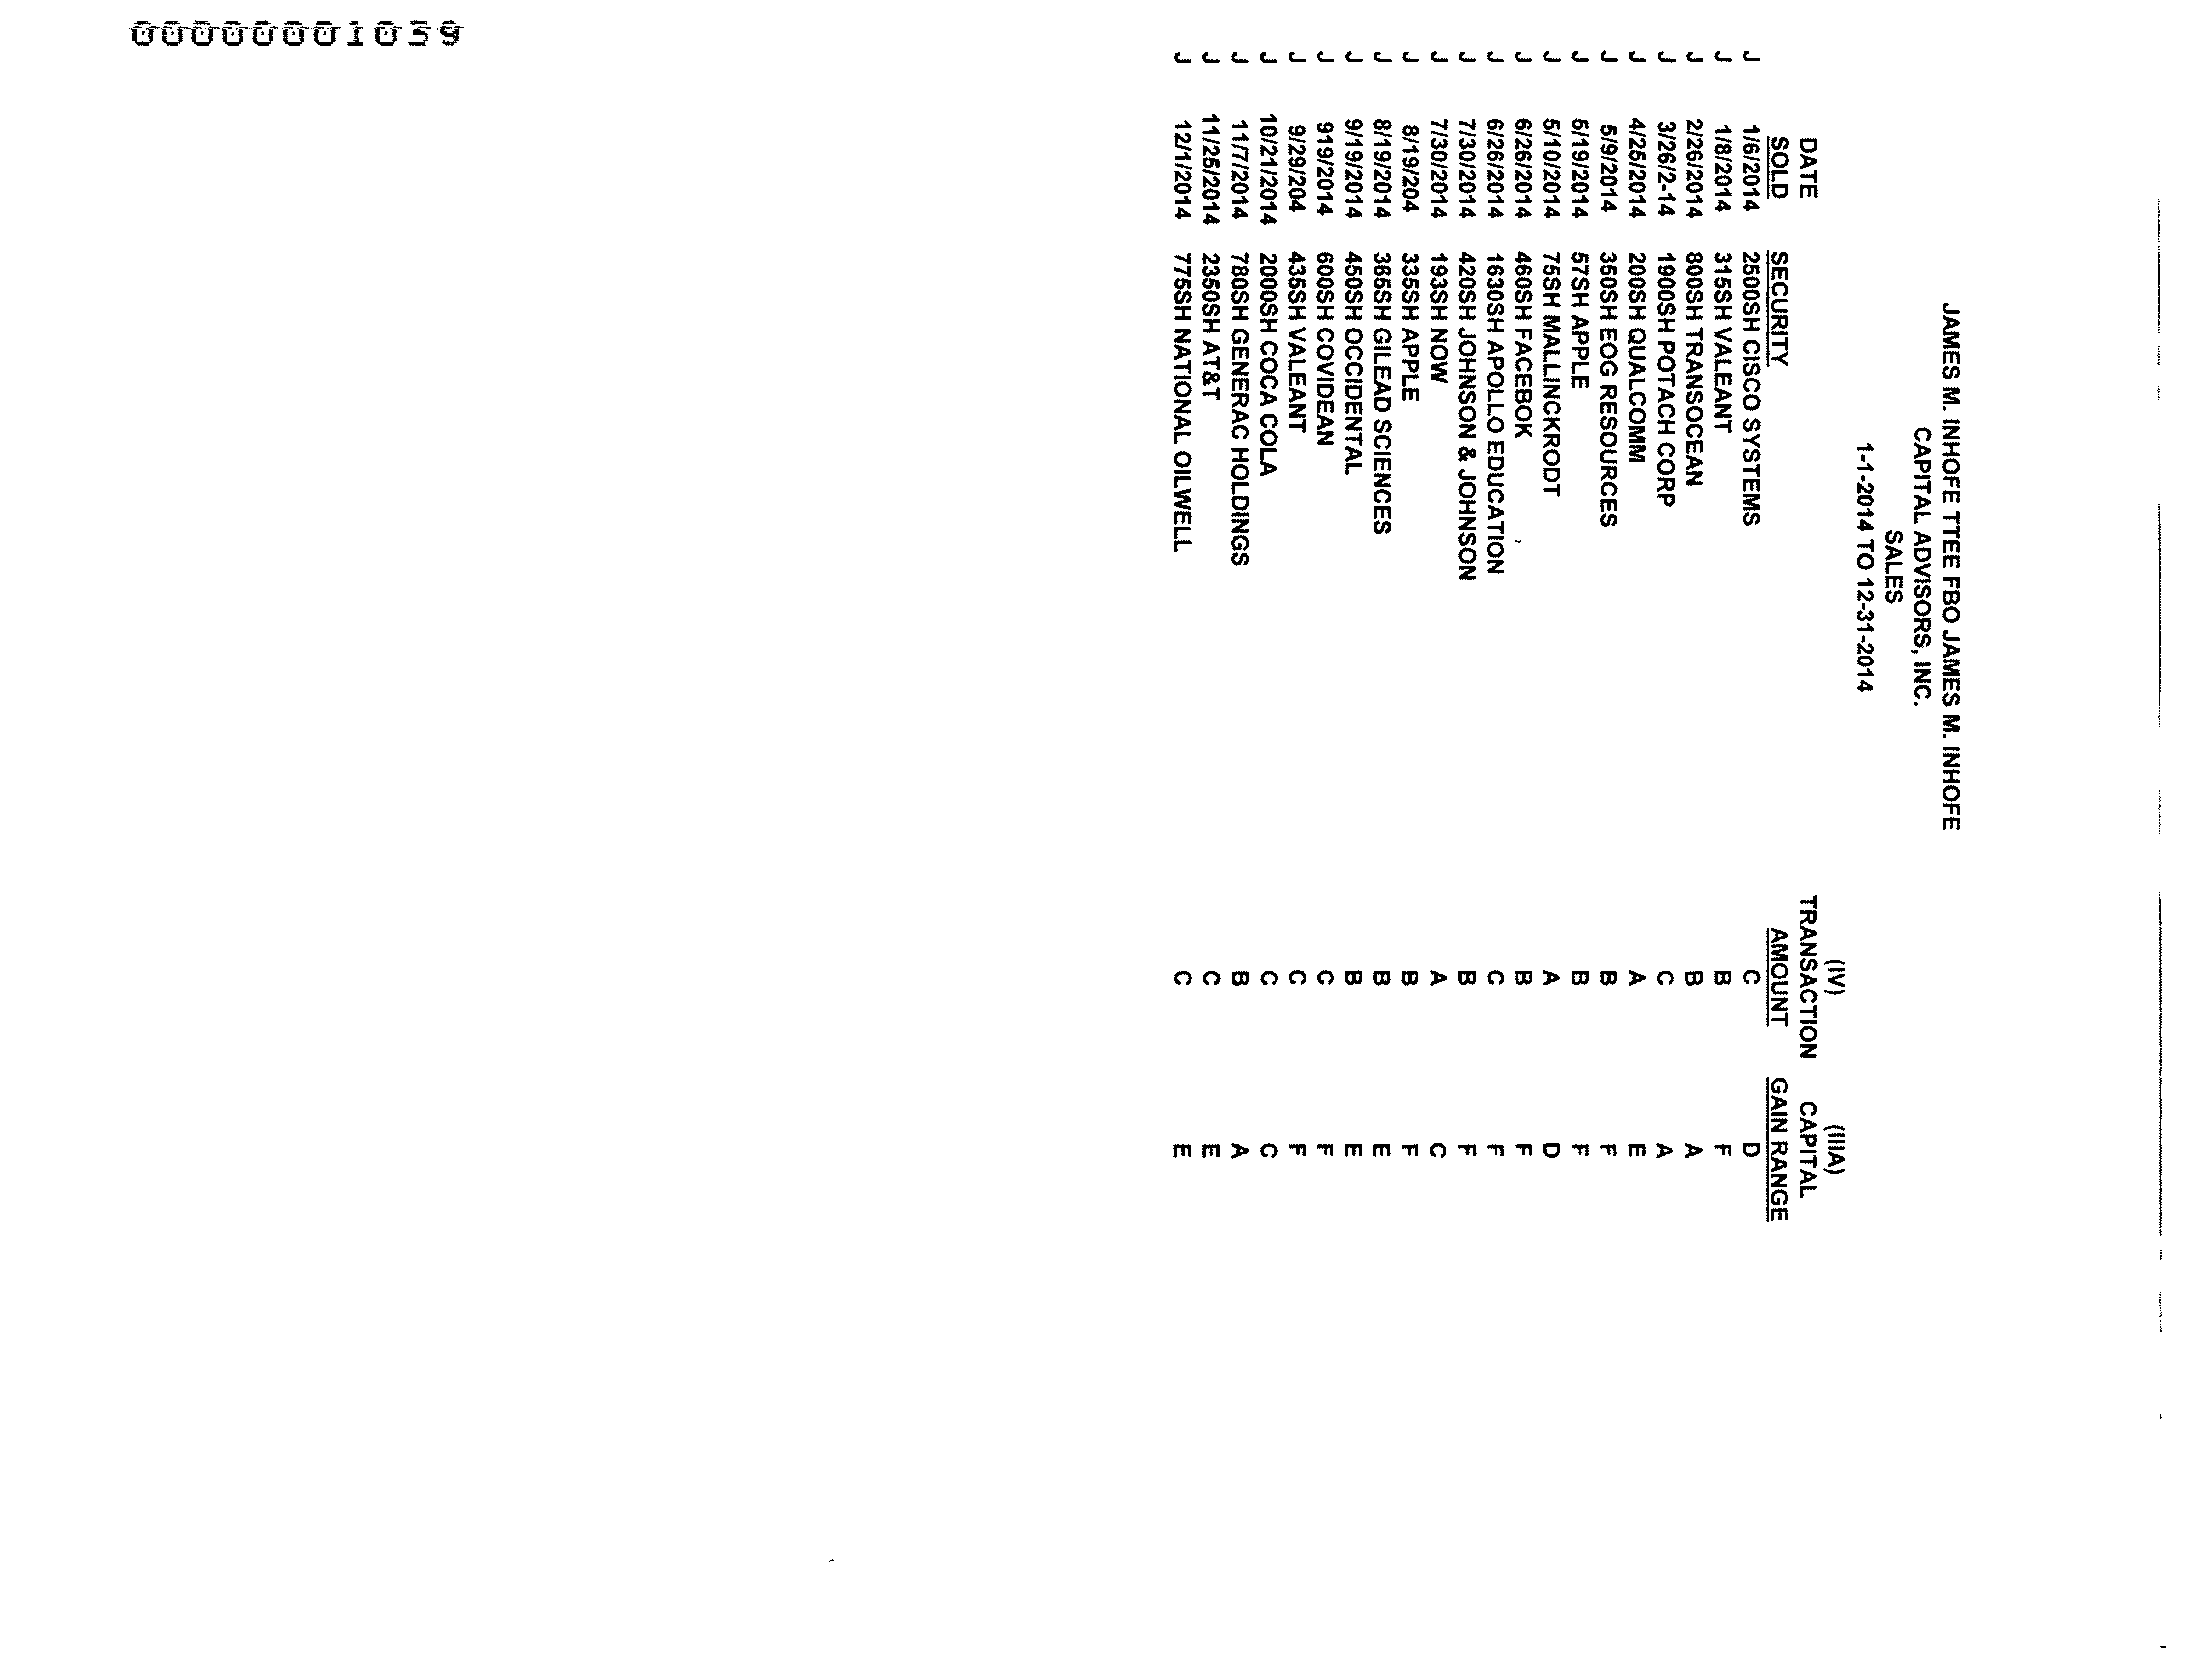 JAMES M. INHOFE TTEE FBO JAMES M. INHOFE
CAPITAL ADVISORS, INC.
SALES
1-1-2014 TO 12-31-2014
(IV) (IIIA)
DATE TRANSACTION CAPITAL
SOLD SECURITY AMOUNT GAIN RANGE
J 1/6/2014 2500SH CISCO SYSTEMS C D
J 1/8/2014 315SH VALEANT B F
J 2/26/2014 800SH TRANSOCEAN B A
J 3/26/2-14 1900SH POTACH CORP C A
J 4/25/2014 200SH QUALCOMM A E
J 5/9/2014 350SH EOG RESOURCES B F
J 5/19/2014 57SH APPLE B F
J 5/10/2014 75SH MALLINCKRODT A D
J 6/26/2014 460SH FACEBOK B F
J 6/26/2014 1630SH APOLLO EDUCATION C F
J 7/30/2014 420SH JOHNSON & JOHNSON B F
J 7/30/2014 193SH NOW A C
J 8/19/204 335SH APPLE B F
J 8/19/2014 365SH GILEAD SCIENCES B E
J 9/19/2014 450SH OCCIDENTAL B E
J 919/2014 600SH COVIDEAN C F
J 9/29/204 435SH VALEANT C F
J 10/21/2014 2000SH COCA COLA C C
J 11/7/2014 780SH GENERAC HOLDINGS B A
J 11/25/2014 2350SH AT&T C E
J 12/1/2014 775SH NATIONAL OILWELL C E
00000001059